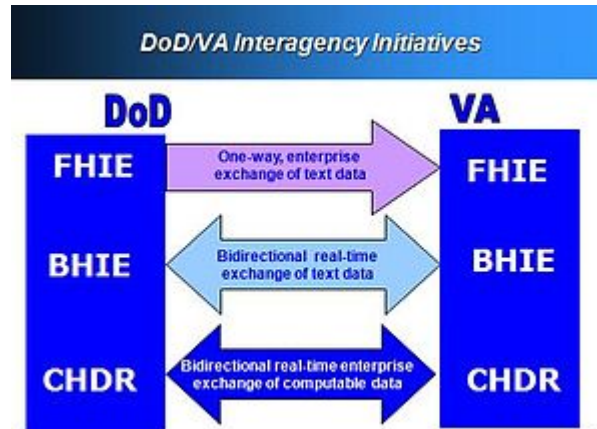 DoD/VA Interagency Initiatives
DoD
VA
FHIE
One-way, enterprise
exchange of text data
FHIE
BHIE
Bidirectional real-time
exchange of text data
BHIE
CHDR
Bidirectional real-time enterprise
exchange of computable data
CHDR